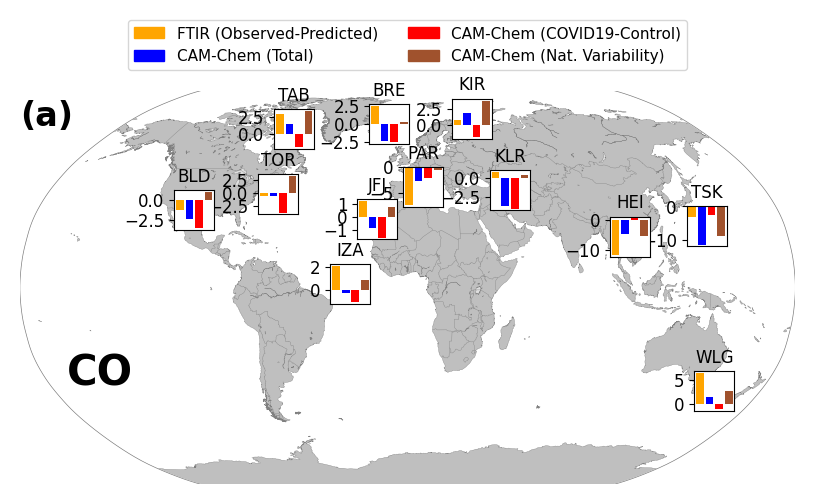 FTIR (Observed-Predicted)
CAM-Chem (Total)
CAM-Chem (COVID19-Control)
CAM-Chem (Nat. Variability)
(a)
TAB
2.5
0.0
BRE
2.5
0.0
−2.5
KIR
2.5
0.0
TOR
2.5
0.0
−2.5
BLD
0.0
−2.5
PAR
0
−5
KLR
0.0
−2.5
JFJ
1
0
−1
HEI
0
−10
TSK
0
−10
IZA
2
0
WLG
5
0
CO